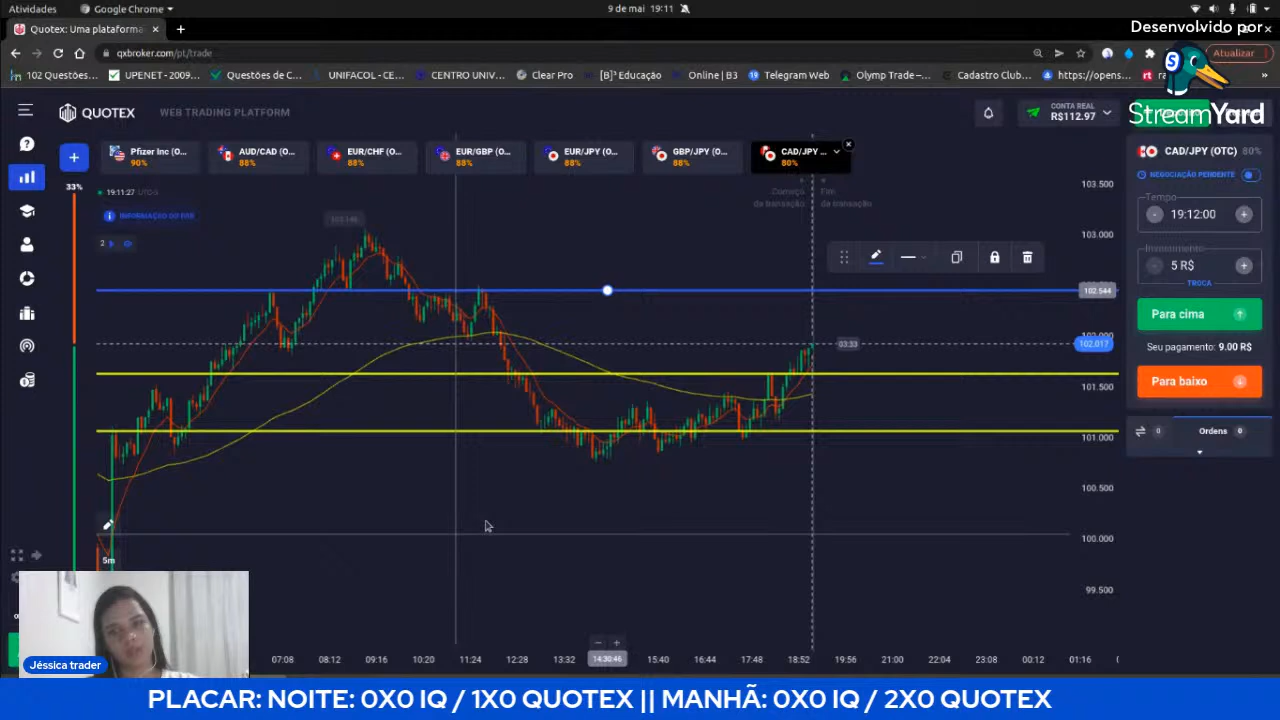 Atividades
Google Chrome
9 de mai 19:11
Quotex: Uma plataforma
Desenvolvido por
qxbroker.com/pt/trade
Atualizar
102 Questões...
UPENET - 2009...
Questões de C...
UNIFACOL - CE...
CENTRO UNIV...
Clear Pro
[B]³ Educação
Online | B3
Telegram Web
Olymp Trade –...
Cadastro Club...
https://opens...
StreamYard
QUOTEX
WEB TRADING PLATFORM
CONTA REAL
R$112.97
Pfizer Inc (O...
90%
AUD/CAD (O...
88%
EUR/CHF (O...
88%
EUR/GBP (O...
88%
EUR/JPY (O...
88%
GBP/JPY (O...
88%
CAD/JPY ...
80%
33%
19:11:27 UTC-3
INFORMAÇÃO DO PAR
2
Começo
da transação
Fim
da transação
103.146
103.500
103.000
102.544
102.000
102.017
03:33
101.500
101.000
100.500
100.000
99.500
5m
CAD/JPY (OTC) 80%
NEGOCIAÇÃO PENDENTE
Tempo
- 19:12:00 +
Investimento
- 5 R$ +
TROCA
Para cima
Seu pagamento: 9.00 R$
Para baixo
0
Ordens 0
07:08
08:12
09:16
10:20
11:24
12:28
13:32
14:30:46
15:40
16:44
17:48
18:52
19:56
21:00
22:04
23:08
00:12
01:16
Jéssica trader
PLACAR: NOITE: 0X0 IQ / 1X0 QUOTEX || MANHÃ: 0X0 IQ / 2X0 QUOTEX